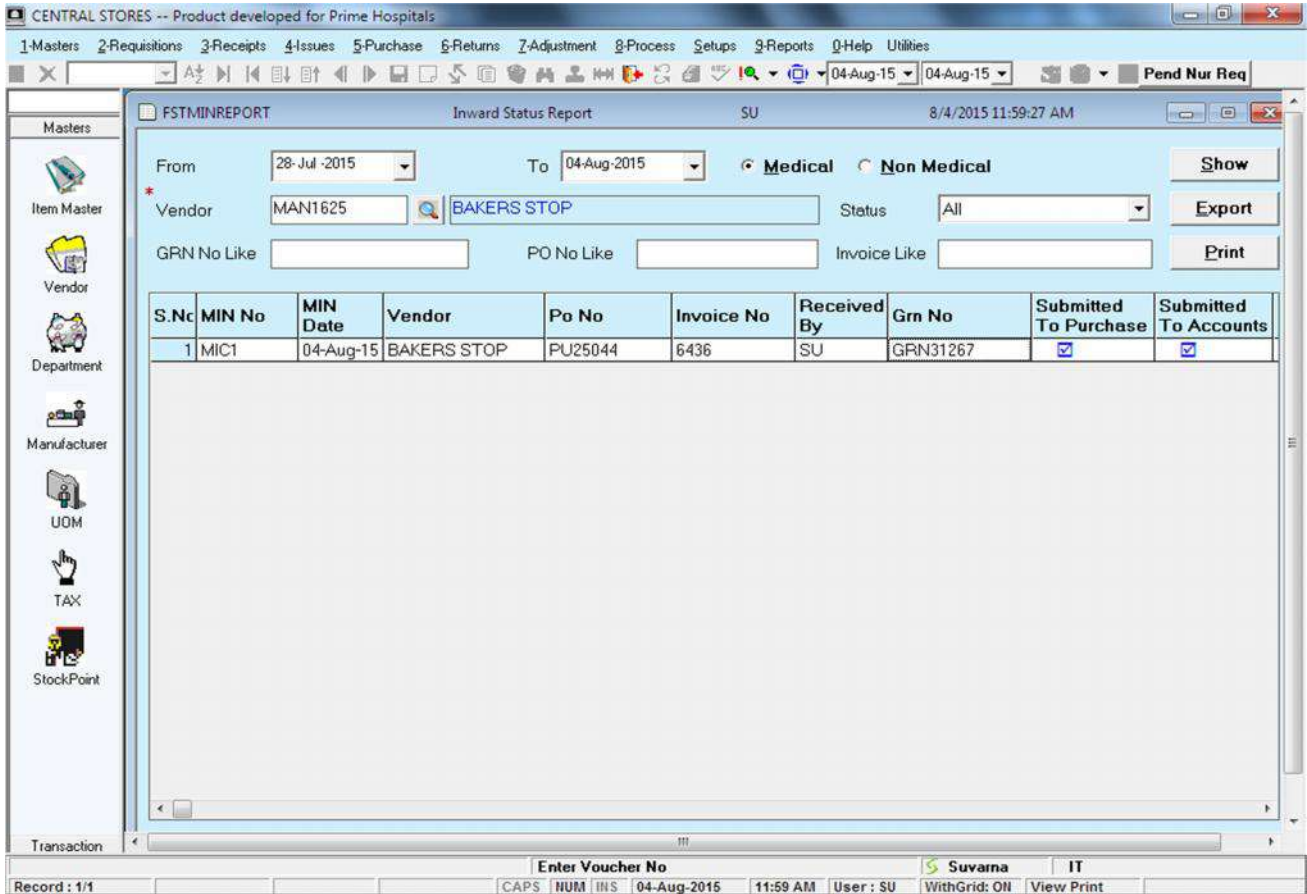 CENTRAL STORES -- Product developed for Prime Hospitals
1-Masters 2-Requisitions 3-Receipts 4-Issues 5-Purchase 6-Returns 7-Adjustment 8-Process Setups 9-Reports 0-Help Utilities
04-Aug-15 04-Aug-15 Pend Nur Req
Masters
FSTMINREPORT Inward Status Report SU 8/4/2015 11:59:27 AM
From 28- Jul -2015 To 04-Aug-2015 Medical Non Medical Show
* Vendor MAN1625 BAKERS STOP Status All Export
GRN No Like PO No Like Invoice Like Print
S.Nc MIN No MIN Date Vendor Po No Invoice No Received By Grn No Submitted To Purchase Submitted To Accounts
1 MIC1 04-Aug-15 BAKERS STOP PU25044 6436 SU GRN31267
Item Master
Vendor
Department
Manufacturer
UOM
TAX
StockPoint
Transaction
Enter Voucher No Suvarna IT
Record : 1/1 CAPS NUM INS 04-Aug-2015 11:59 AM User : SU WithGrid: ON View Print